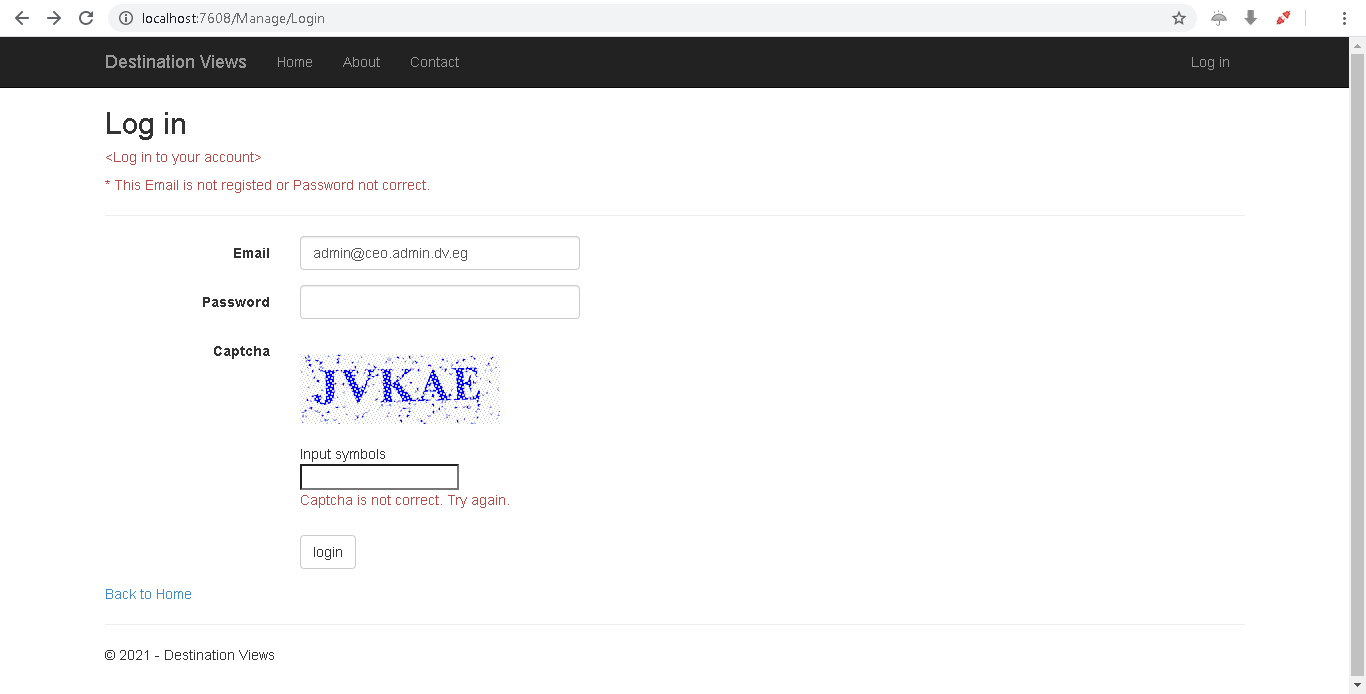 localhost:7608/Manage/Login
Destination Views Home About Contact Log in
Log in
<Log in to your account>
* This Email is not registed or Password not correct.
Email admin@ceo.admin.dv.eg
Password
Captcha
JVKAE
Input symbols
Captcha is not correct. Try again.
login
Back to Home
© 2021 - Destination Views